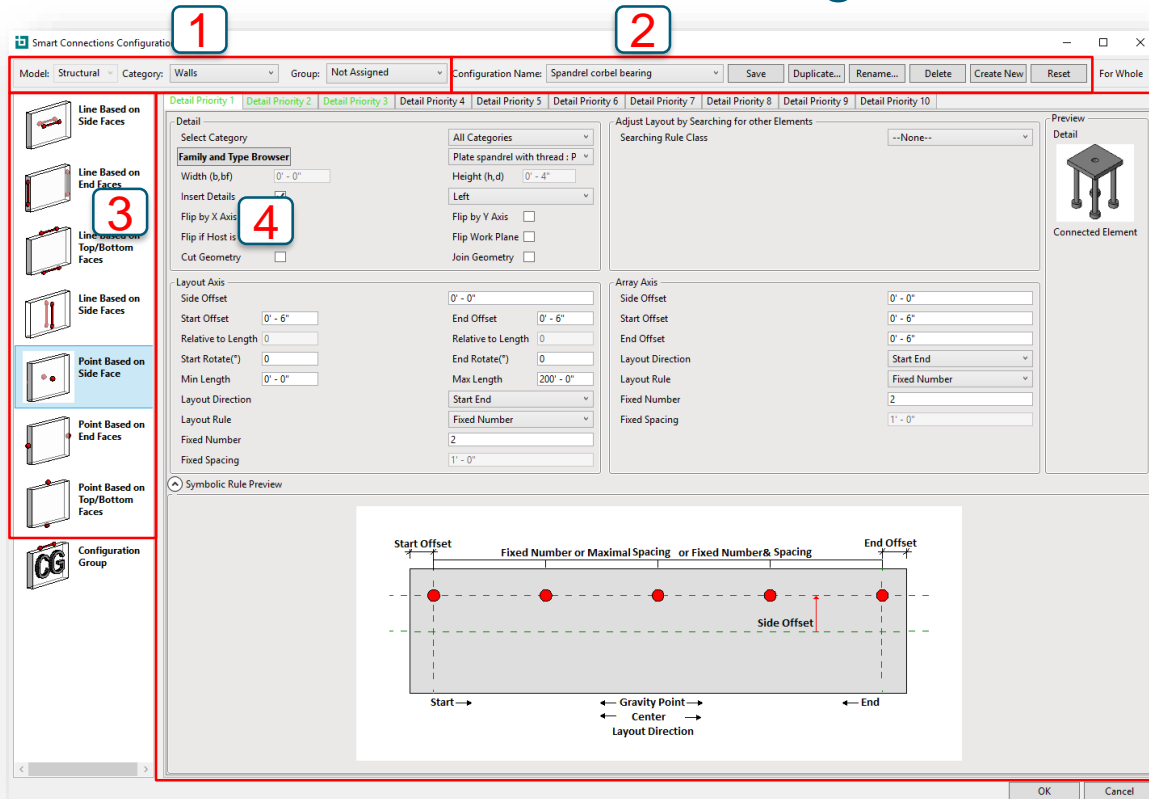 1
2
Smart Connections Configuratio
Model: Structural Category: Walls Group: Not Assigned Configuration Name: Spandrel corbel bearing Save Duplicate... Rename... Delete Create New Reset For Whole
Detail Priority 1 Detail Priority 2 Detail Priority 3 Detail Priority 4 Detail Priority 5 Detail Priority 6 Detail Priority 7 Detail Priority 8 Detail Priority 9 Detail Priority 10
Line Based on
Side Faces
Line Based on
End Faces
3
Line Based on
Top/Bottom
Faces
Line Based on
Side Faces
Point Based on
Side Face
Point Based on
End Faces
Point Based on
Top/Bottom
Faces
CG
Configuration
Group
Detail
Select Category All Categories
Family and Type Browser Plate spandrel with thread : P
Width (b,bf) 0' - 0" Height (h,d) 0' - 4"
Insert Details Left
Flip by X Axis Flip by Y Axis
4
Flip if Host is Flip Work Plane
Cut Geometry Join Geometry
Adjust Layout by Searching for other Elements
Searching Rule Class --None--
Preview
Detail
Connected Element
Layout Axis
Side Offset 0' - 0"
Start Offset 0' - 6" End Offset 0' - 6"
Relative to Length 0 Relative to Length 0
Start Rotate(°) 0 End Rotate(°) 0
Min Length 0' - 0" Max Length 200' - 0"
Layout Direction Start End
Layout Rule Fixed Number
Fixed Number 2
Fixed Spacing 1' - 0"
Array Axis
Side Offset 0' - 0"
Start Offset 0' - 6"
End Offset 0' - 6"
Layout Direction Start End
Layout Rule Fixed Number
Fixed Number 2
Fixed Spacing 1' - 0"
Symbolic Rule Preview
Start Offset Fixed Number or Maximal Spacing or Fixed Number& Spacing End Offset
Side Offset
Start Gravity Point End
Center
Layout Direction
OK Cancel